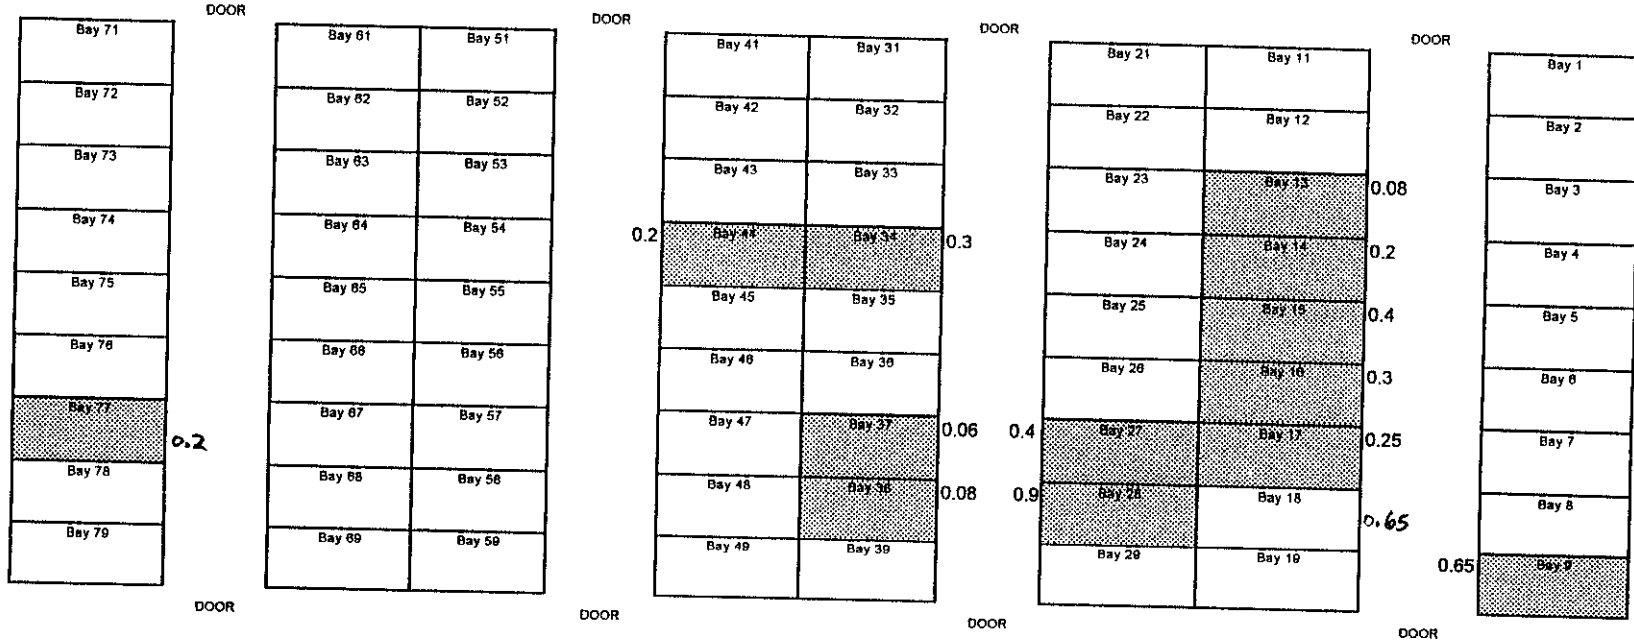 DOOR DOOR DOOR DOOR
Bay 71 Bay 61 Bay 51 Bay 41 Bay 31 Bay 21 Bay 11 Bay 1
Bay 72 Bay 62 Bay 52 Bay 42 Bay 32 Bay 22 Bay 12 Bay 2
Bay 73 Bay 63 Bay 53 Bay 43 Bay 33 Bay 23 Bay 13 0.08 Bay 3
Bay 74 Bay 64 Bay 54 0.2 Bay 44 Bay 34 0.3 Bay 24 Bay 14 0.2 Bay 4
Bay 75 Bay 65 Bay 55 Bay 45 Bay 35 Bay 25 Bay 15 0.4 Bay 5
Bay 76 Bay 66 Bay 56 Bay 46 Bay 36 Bay 26 Bay 16 0.3 Bay 6
Bay 77 0.2 Bay 67 Bay 57 Bay 47 Bay 37 0.06 0.4 Bay 27 Bay 17 0.25 Bay 7
Bay 78 Bay 68 Bay 58 Bay 48 Bay 38 0.08 0.9 Bay 28 Bay 18 0.65 Bay 8
Bay 79 Bay 69 Bay 59 Bay 49 Bay 39 Bay 29 Bay 19 0.65 Bay 9
DOOR DOOR DOOR DOOR